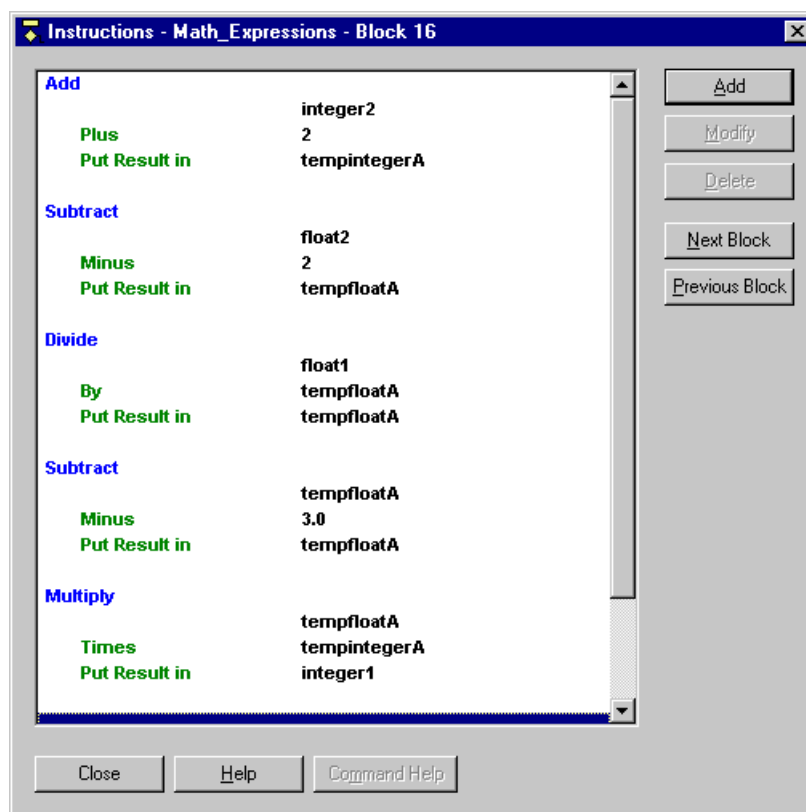 Instructions - Math_Expressions - Block 16
Add
integer2
Plus 2
Put Result in tempintegerA
Subtract
float2
Minus 2
Put Result in tempfloatA
Divide
float1
By tempfloatA
Put Result in tempfloatA
Subtract
tempfloatA
Minus 3.0
Put Result in tempfloatA
Multiply
tempfloatA
Times tempintegerA
Put Result in integer1
Add
Modify
Delete
Next Block
Previous Block
Close Help Command Help